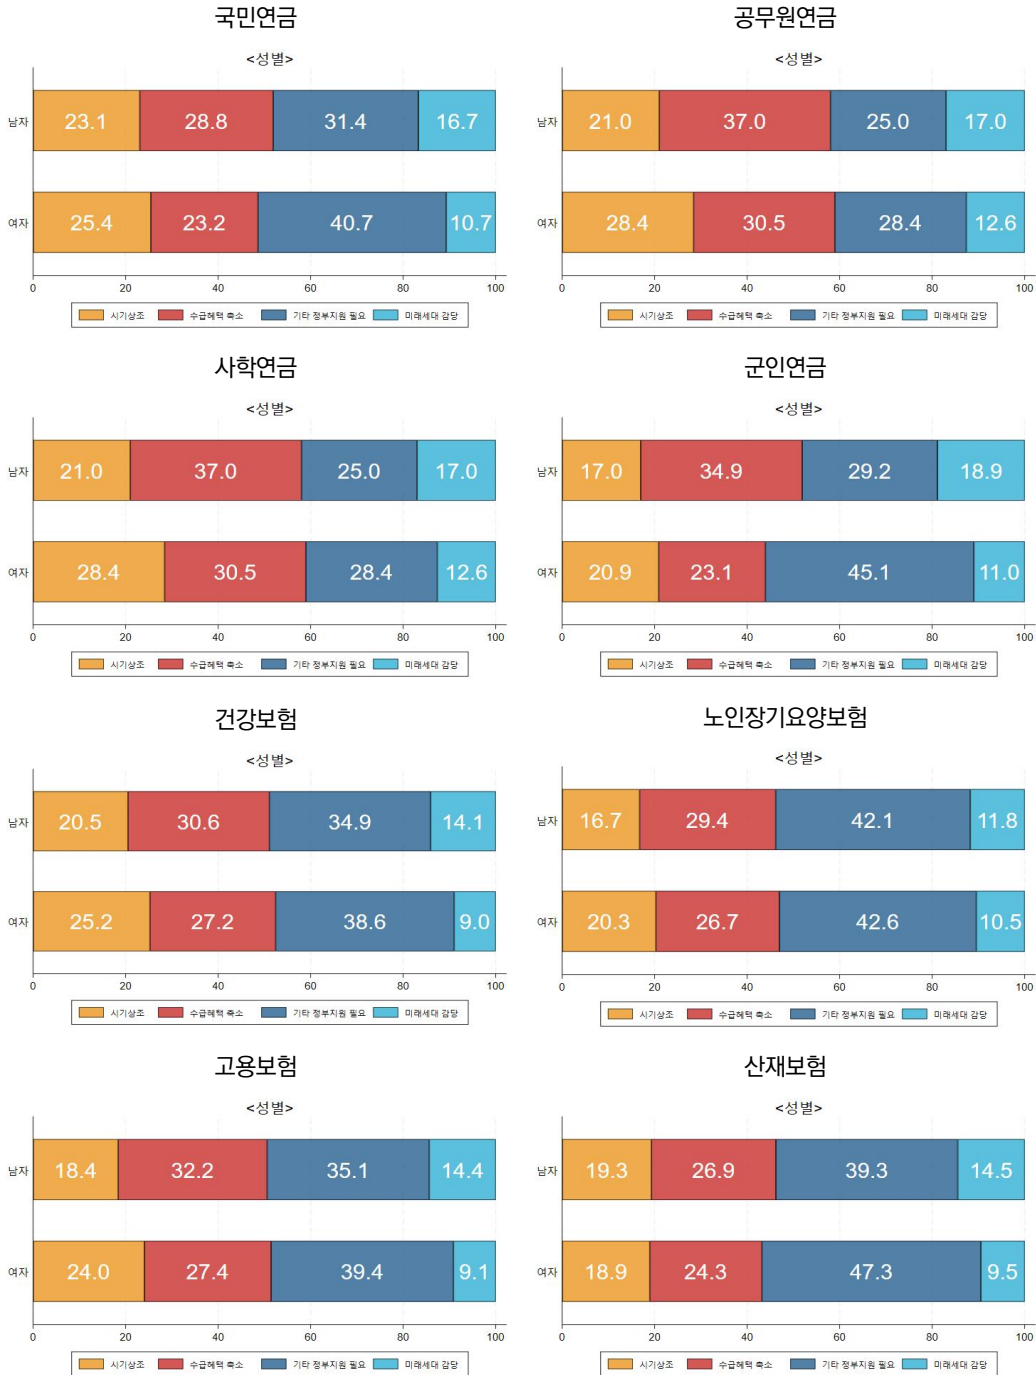 국민연금
<성별>
남자 23.1 28.8 31.4 16.7
여자 25.4 23.2 40.7 10.7
0 20 40 60 80 100
시기상조 수급혜택 축소 기타 정부지원 필요 미래세대 감당
공무원연금
<성별>
남자 21.0 37.0 25.0 17.0
여자 28.4 30.5 28.4 12.6
0 20 40 60 80 100
시기상조 수급혜택 축소 기타 정부지원 필요 미래세대 감당
사학연금
<성별>
남자 21.0 37.0 25.0 17.0
여자 28.4 30.5 28.4 12.6
0 20 40 60 80 100
시기상조 수급혜택 축소 기타 정부지원 필요 미래세대 감당
군인연금
<성별>
남자 17.0 34.9 29.2 18.9
여자 20.9 23.1 45.1 11.0
0 20 40 60 80 100
시기상조 수급혜택 축소 기타 정부지원 필요 미래세대 감당
건강보험
<성별>
남자 20.5 30.6 34.9 14.1
여자 25.2 27.2 38.6 9.0
0 20 40 60 80 100
시기상조 수급혜택 축소 기타 정부지원 필요 미래세대 감당
노인장기요양보험
<성별>
남자 16.7 29.4 42.1 11.8
여자 20.3 26.7 42.6 10.5
0 20 40 60 80 100
시기상조 수급혜택 축소 기타 정부지원 필요 미래세대 감당
고용보험
<성별>
남자 18.4 32.2 35.1 14.4
여자 24.0 27.4 39.4 9.1
0 20 40 60 80 100
시기상조 수급혜택 축소 기타 정부지원 필요 미래세대 감당
산재보험
<성별>
남자 19.3 26.9 39.3 14.5
여자 18.9 24.3 47.3 9.5
0 20 40 60 80 100
시기상조 수급혜택 축소 기타 정부지원 필요 미래세대 감당